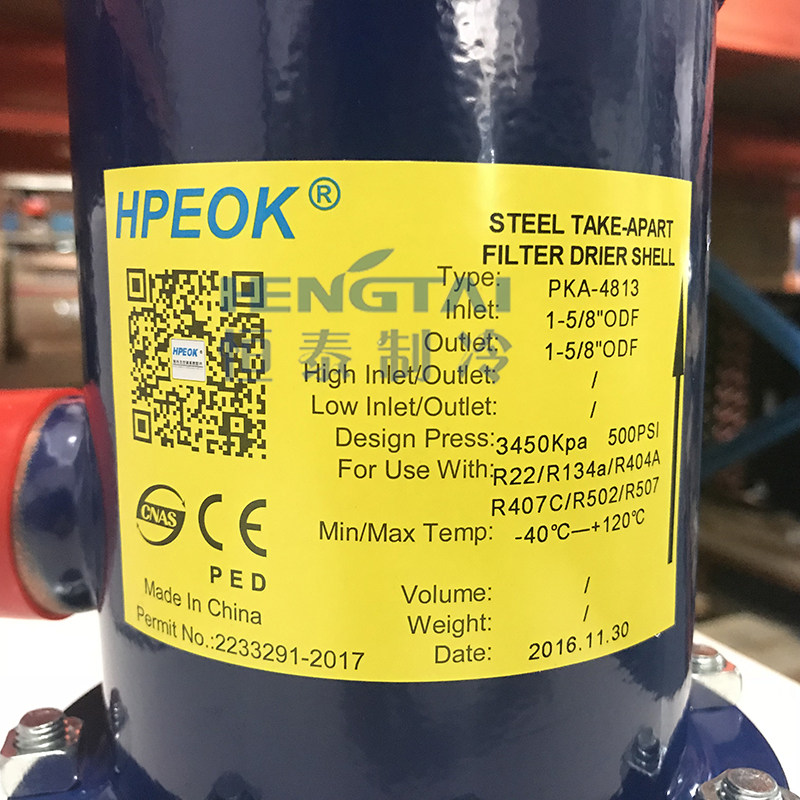 HPEOK®
STEEL TAKE-APART
FILTER DRIER SHELL
HENGTAI
恒泰制冷
Type: PKA-4813
Inlet: 1-5/8"ODF
Outlet: 1-5/8"ODF
High Inlet/Outlet: /
Low Inlet/Outlet: /
Design Press: 3450Kpa 500PSI
For Use With: R22/R134a/R404A
R407C/R502/R507
Min/Max Temp: -40℃—+120℃
HPEOK
CNAS
CE
PED
Made In China
Permit No.:2233291-2017
Volume: /
Weight: /
Date: 2016.11.30